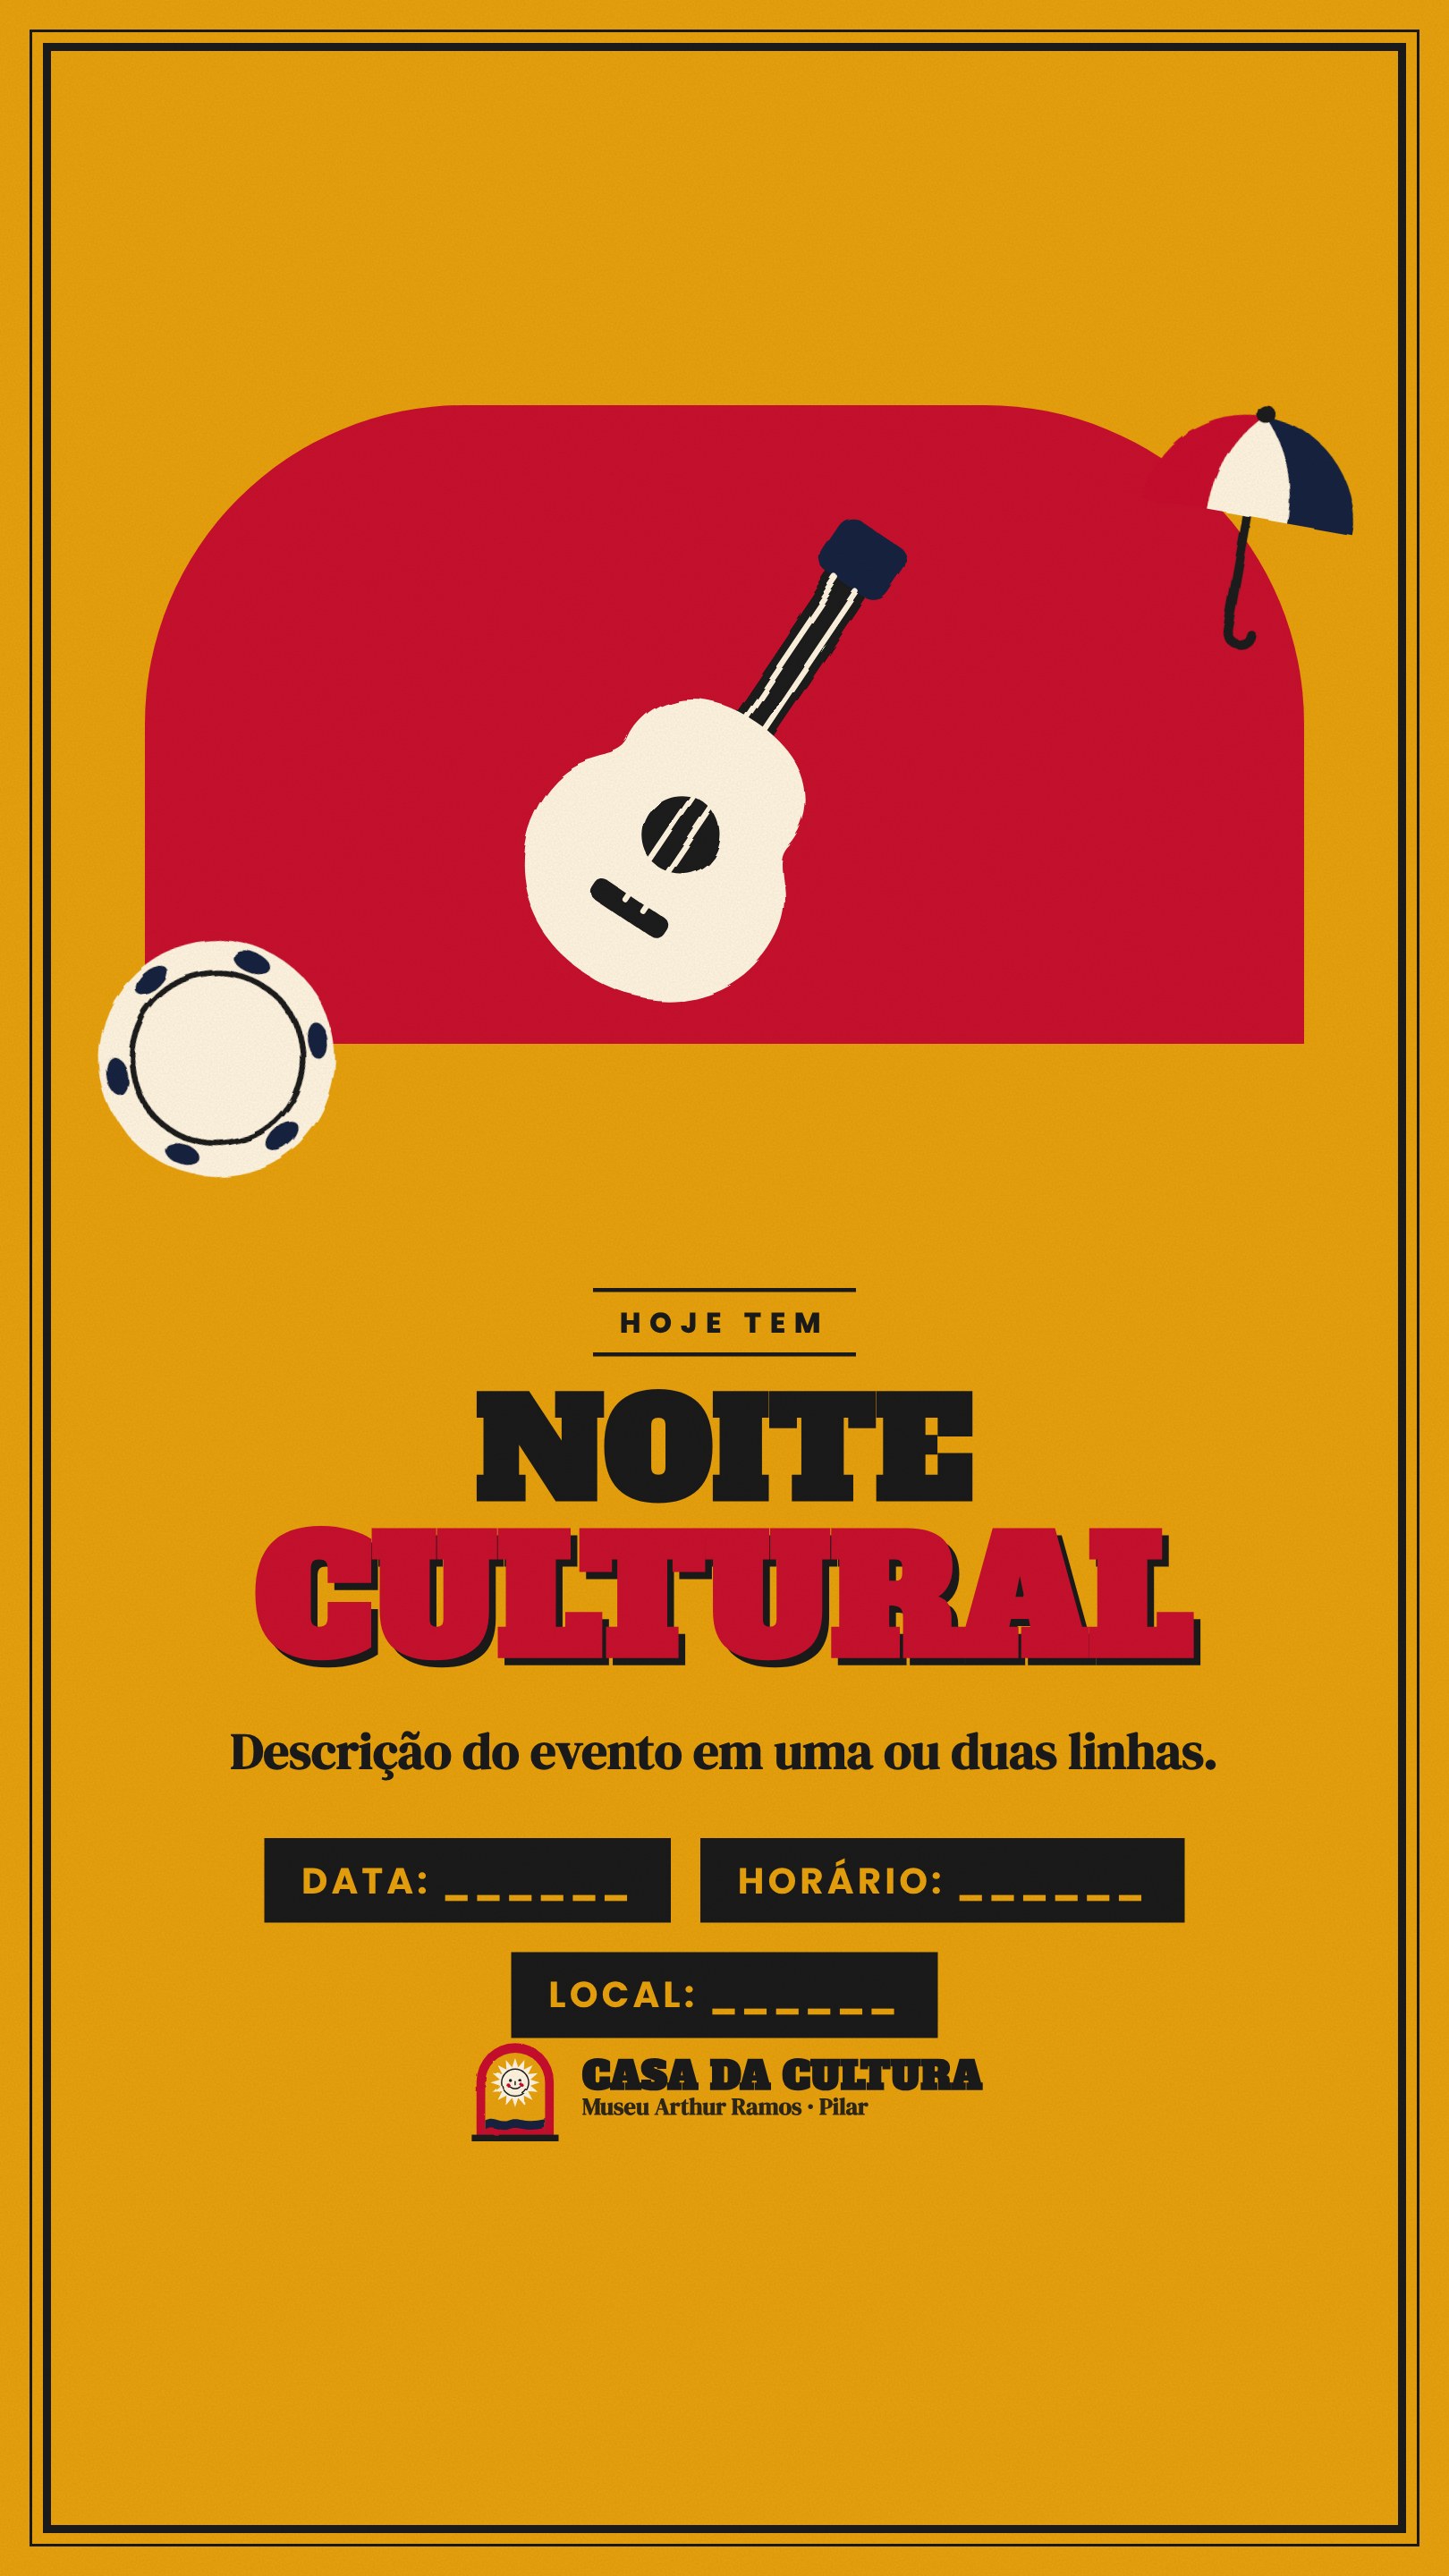 HOJE TEM
NOITE
CULTURAL
Descrição do evento em uma ou duas linhas.
DATA: ______ HORÁRIO: ______
LOCAL: ______
CASA DA CULTURA
Museu Arthur Ramos • Pilar